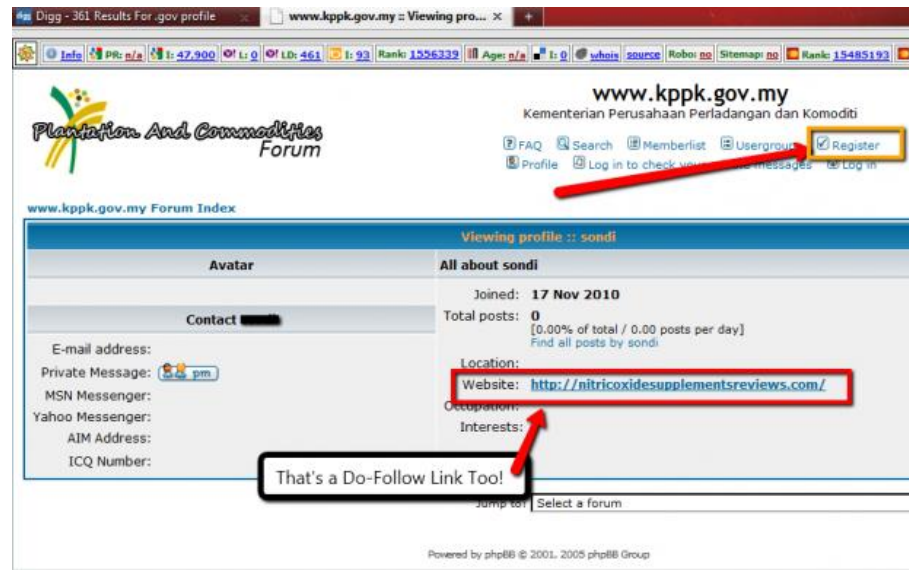 Digg - 361 Results For .gov profile
www.kppk.gov.my :: Viewing pro...
Info PR: n/a I: 47,900 L: 0 LD: 461 I: 93 Rank: 1556339 Age: n/a I: 0 whois source Robo: no Sitemap: no Rank: 15485193
Plantation And Commodities
Forum
www.kppk.gov.my
Kementerian Perusahaan Perladangan dan Komoditi
FAQ Search Memberlist Usergroups Register
Profile Log in to check your messages Log in
www.kppk.gov.my Forum Index
Viewing profile :: sondi
Avatar
All about sondi
Joined: 17 Nov 2010
Contact
Total posts: 0
[0.00% of total / 0.00 posts per day]
Find all posts by sondi
E-mail address:
Location:
Private Message: pm
Website: http://nitricoxidesupplementsreviews.com/
MSN Messenger:
Occupation:
Yahoo Messenger:
Interests:
AIM Address:
ICQ Number:
That's a Do-Follow Link Too!
Jump to: Select a forum
Powered by phpBB © 2001, 2005 phpBB Group